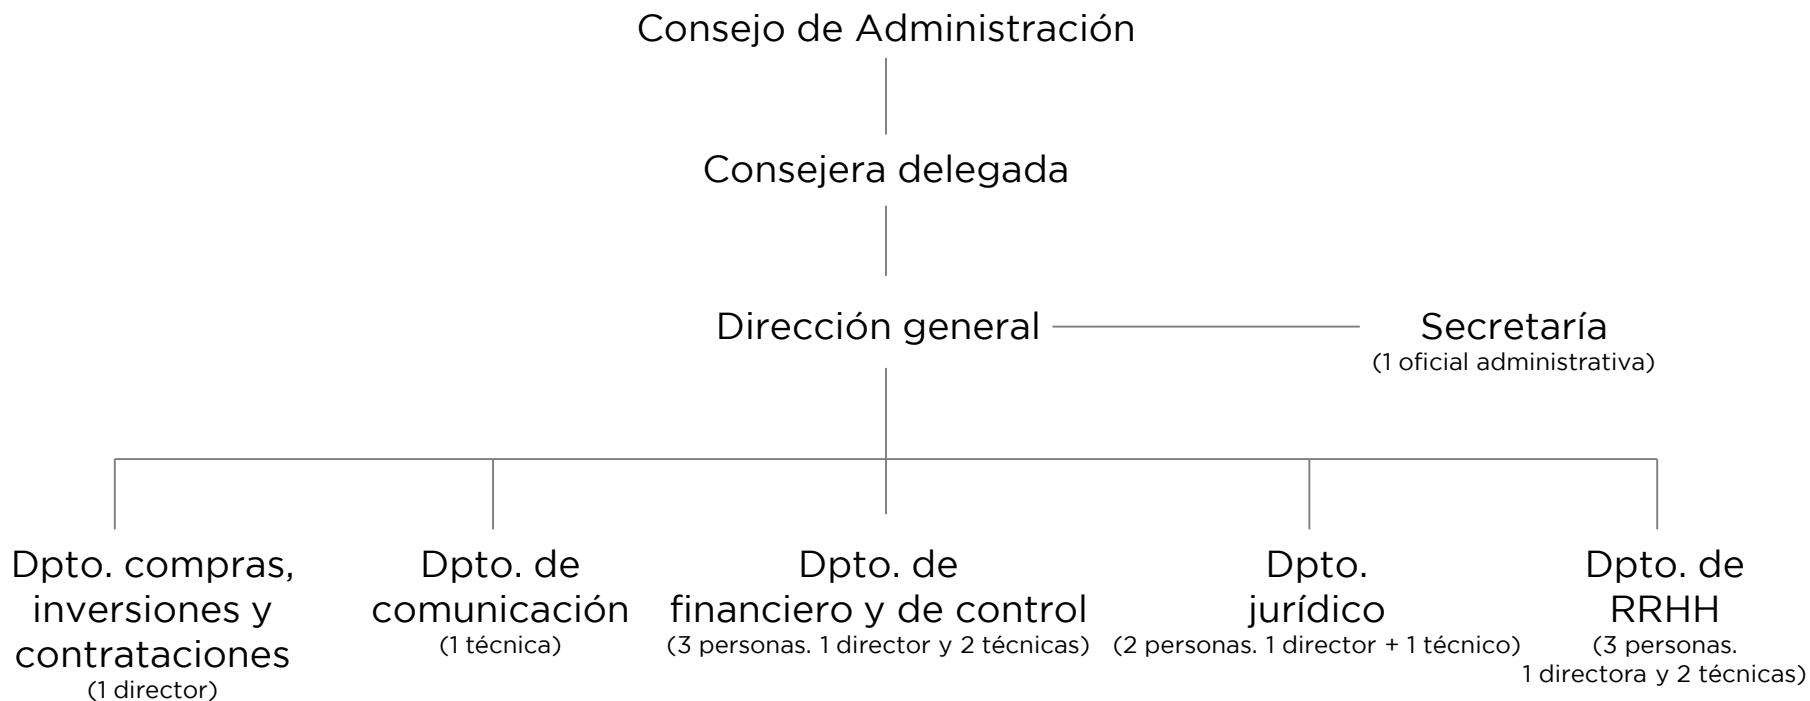 Consejo de Administración
Consejera delegada
Dirección general
Secretaría
(1 oficial administrativa)
Dpto. compras,
inversiones y
contrataciones
(1 director)
Dpto. de
comunicación
(1 técnica)
Dpto. de
financiero y de control
(3 personas. 1 director y 2 técnicas)
Dpto.
jurídico
(2 personas. 1 director + 1 técnico)
Dpto. de
RRHH
(3 personas.
1 directora y 2 técnicas)